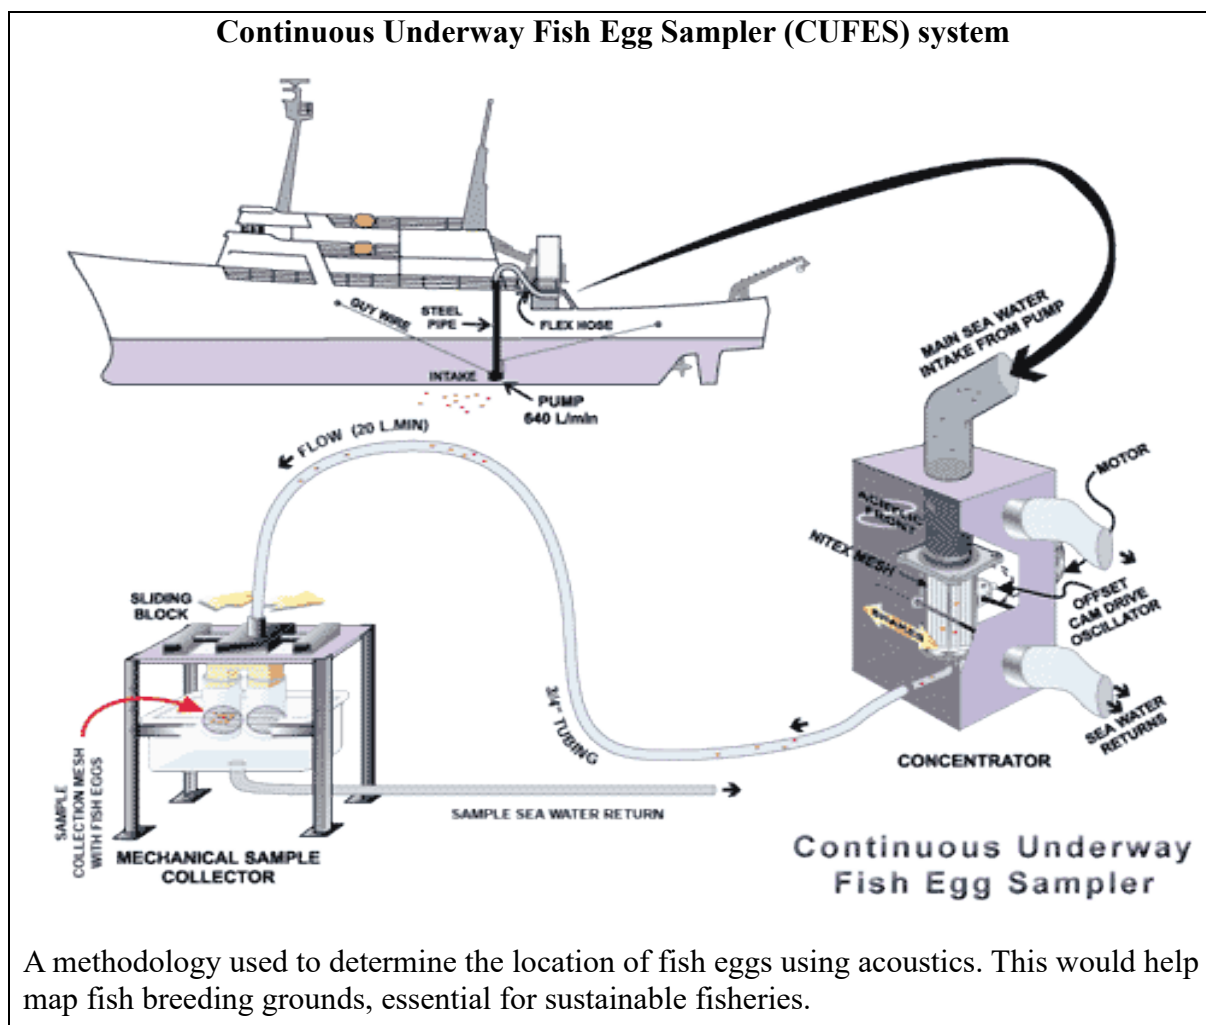 Continuous Underway Fish Egg Sampler (CUFES) system
GUY WIRE
STEEL
PIPE
FLEX HOSE
INTAKE
PUMP
640 L/min
MAIN SEA WATER
INTAKE FROM PUMP
FLOW (20 L.MIN)
MOTOR
ACRYLIC
FRONT
NITEX MESH
OFFSET
CAM DRIVE
OSCILLATOR
SLIDING
BLOCK
3/4" TUBING
SEA WATER
RETURNS
CONCENTRATOR
SAMPLE
COLLECTION MESH
WITH FISH EGGS
SAMPLE SEA WATER RETURN
MECHANICAL SAMPLE
COLLECTOR
Continuous Underway
Fish Egg Sampler
A methodology used to determine the location of fish eggs using acoustics. This would help
map fish breeding grounds, essential for sustainable fisheries.